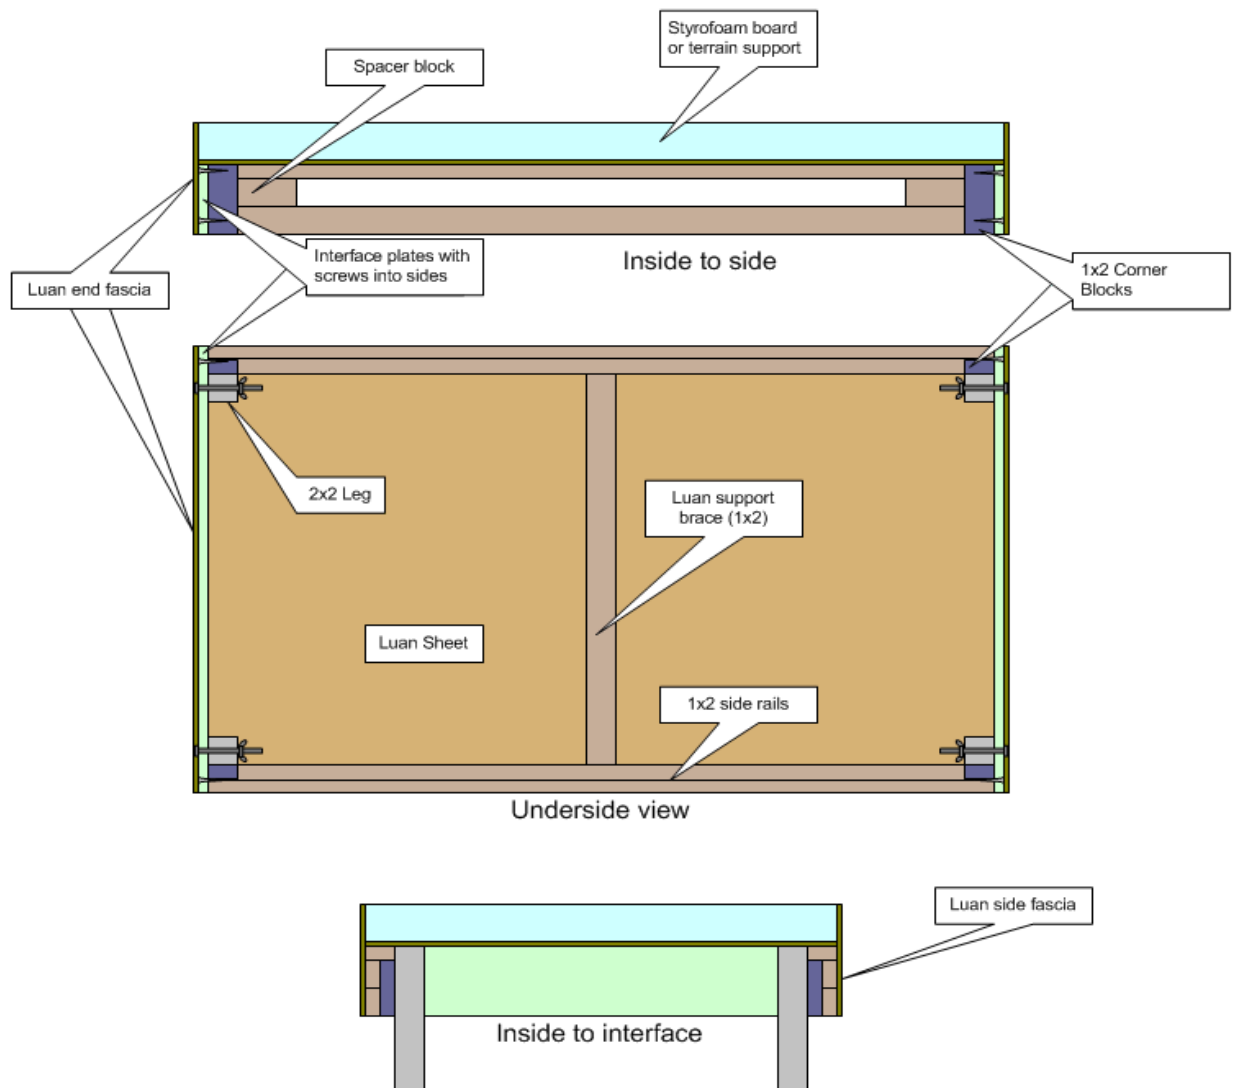 Styrofoam board
or terrain support
Spacer block
Interface plates with
screws into sides
Inside to side
1x2 Corner
Blocks
Luan end fascia
2x2 Leg
Luan support
brace (1x2)
Luan Sheet
1x2 side rails
Underside view
Luan side fascia
Inside to interface